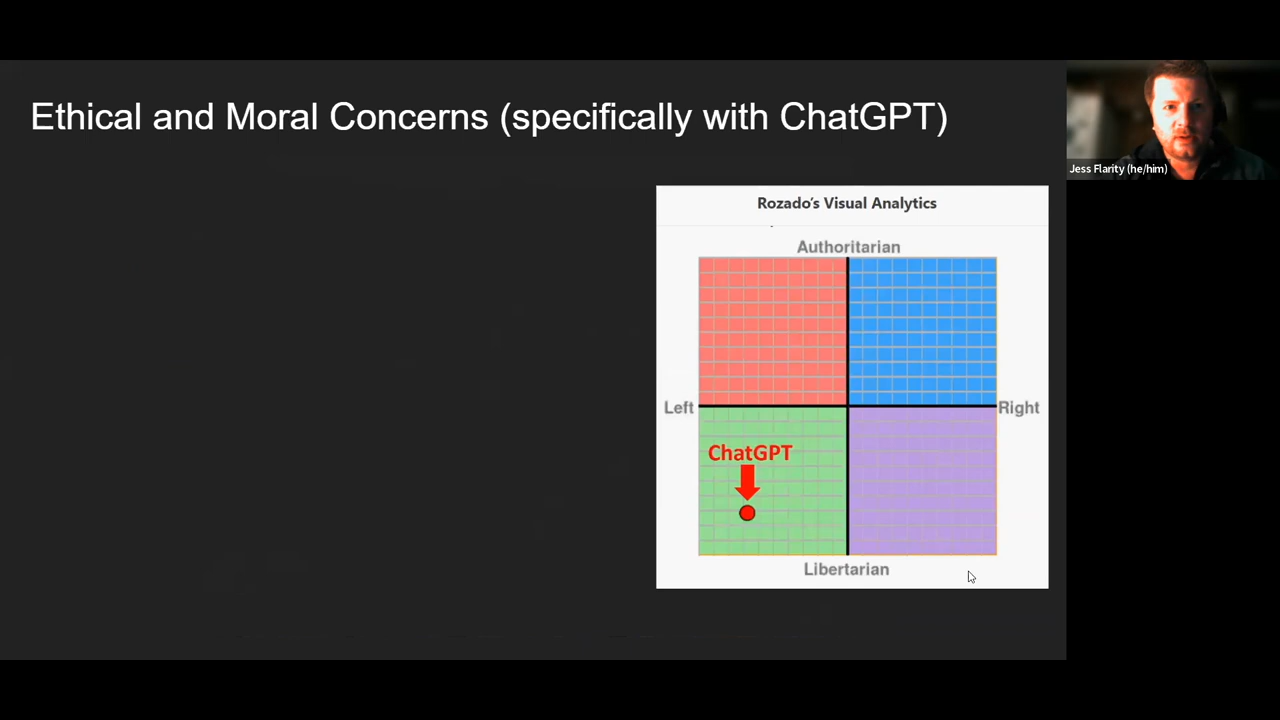 Ethical and Moral Concerns (specifically with ChatGPT)
Jess Flarity (he/him)
Rozado's Visual Analytics
Authoritarian
Left
Right
ChatGPT
Libertarian